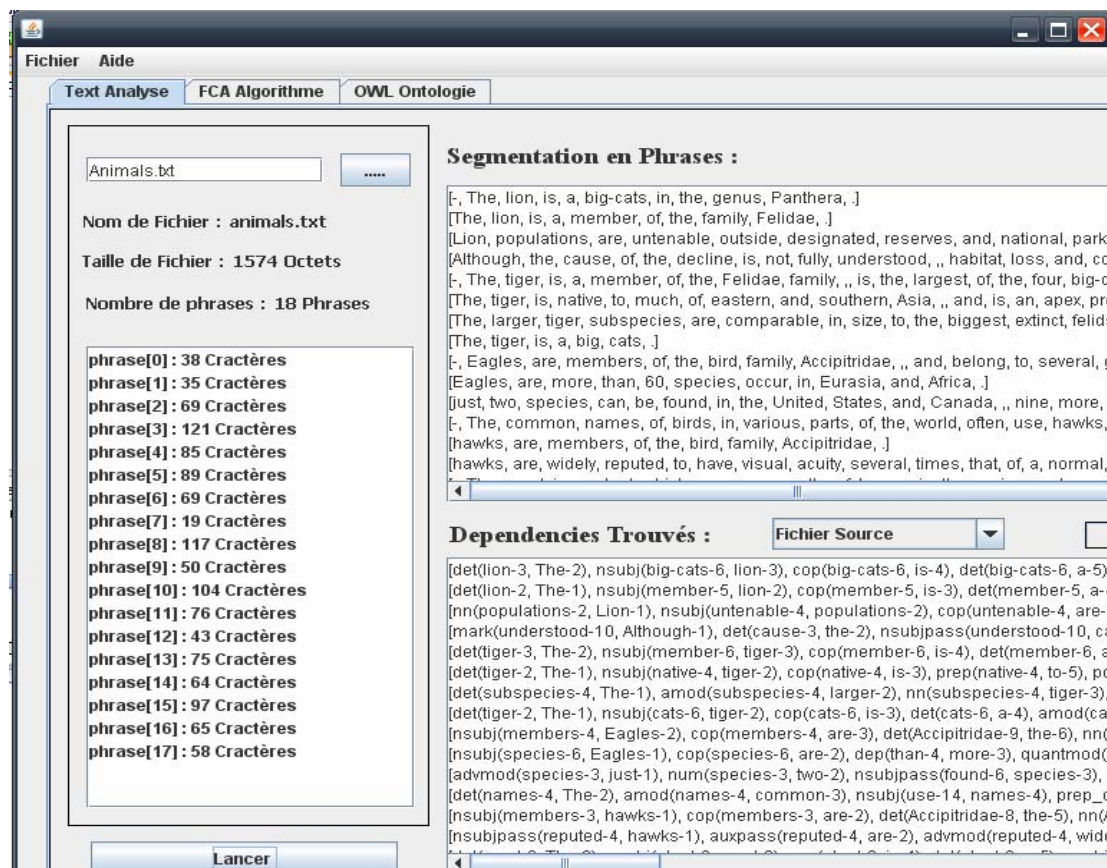 Fichier Aide
Text Analyse FCA Algorithme OWL Ontologie
Animals.txt
.....
Nom de Fichier : animals.txt
Taille de Fichier : 1574 Octets
Nombre de phrases : 18 Phrases
phrase[0] : 38 Cractères
phrase[1] : 35 Cractères
phrase[2] : 69 Cractères
phrase[3] : 121 Cractères
phrase[4] : 85 Cractères
phrase[5] : 89 Cractères
phrase[6] : 69 Cractères
phrase[7] : 19 Cractères
phrase[8] : 117 Cractères
phrase[9] : 50 Cractères
phrase[10] : 104 Cractères
phrase[11] : 76 Cractères
phrase[12] : 43 Cractères
phrase[13] : 75 Cractères
phrase[14] : 64 Cractères
phrase[15] : 97 Cractères
phrase[16] : 65 Cractères
phrase[17] : 58 Cractères
Lancer
Segmentation en Phrases :
[-, The, lion, is, a, big-cats, in, the, genus, Panthera, .]
[The, lion, is, a, member, of, the, family, Felidae, .]
[Lion, populations, are, untenable, outside, designated, reserves, and, national, park
[Although, the, cause, of, the, decline, is, not, fully, understood, ,, habitat, loss, and, co
[-, The, tiger, is, a, member, of, the, Felidae, family, ,, is, the, largest, of, the, four, big-c
[The, tiger, is, native, to, much, of, eastern, and, southern, Asia, ,, and, is, an, apex, pr
[The, larger, tiger, subspecies, are, comparable, in, size, to, the, biggest, extinct, felids
[The, tiger, is, a, big, cats, .]
[-, Eagles, are, members, of, the, bird, family, Accipitridae, ,, and, belong, to, several, g
[Eagles, are, more, than, 60, species, occur, in, Eurasia, and, Africa, .]
[just, two, species, can, be, found, in, the, United, States, and, Canada, ,, nine, more,
[-, The, common, names, of, birds, in, various, parts, of, the, world, often, use, hawks,
[hawks, are, members, of, the, bird, family, Accipitridae, .]
[hawks, are, widely, reputed, to, have, visual, acuity, several, times, that, of, a, normal,
Dependencies Trouvés :
Fichier Source
[det(lion-3, The-2), nsubj(big-cats-6, lion-3), cop(big-cats-6, is-4), det(big-cats-6, a-5)
[det(lion-2, The-1), nsubj(member-5, lion-2), cop(member-5, is-3), det(member-5, a-
[nn(populations-2, Lion-1), nsubj(untenable-4, populations-2), cop(untenable-4, are-
[mark(understood-10, Although-1), det(cause-3, the-2), nsubjpass(understood-10, ca
[det(tiger-3, The-2), nsubj(member-6, tiger-3), cop(member-6, is-4), det(member-6, a
[det(tiger-2, The-1), nsubj(native-4, tiger-2), cop(native-4, is-3), prep(native-4, to-5), po
[det(subspecies-4, The-1), amod(subspecies-4, larger-2), nn(subspecies-4, tiger-3),
[det(tiger-2, The-1), nsubj(cats-6, tiger-2), cop(cats-6, is-3), det(cats-6, a-4), amod(ca
[nsubj(members-4, Eagles-2), cop(members-4, are-3), det(Accipitridae-9, the-6), nn(
[nsubj(species-6, Eagles-1), cop(species-6, are-2), dep(than-4, more-3), quantmod(
[advmod(species-3, just-1), num(species-3, two-2), nsubjpass(found-6, species-3),
[det(names-4, The-2), amod(names-4, common-3), nsubj(use-14, names-4), prep_o
[nsubj(members-3, hawks-1), cop(members-3, are-2), det(Accipitridae-8, the-5), nn(A
[nsubjpass(reputed-4, hawks-1), auxpass(reputed-4, are-2), advmod(reputed-4, wide